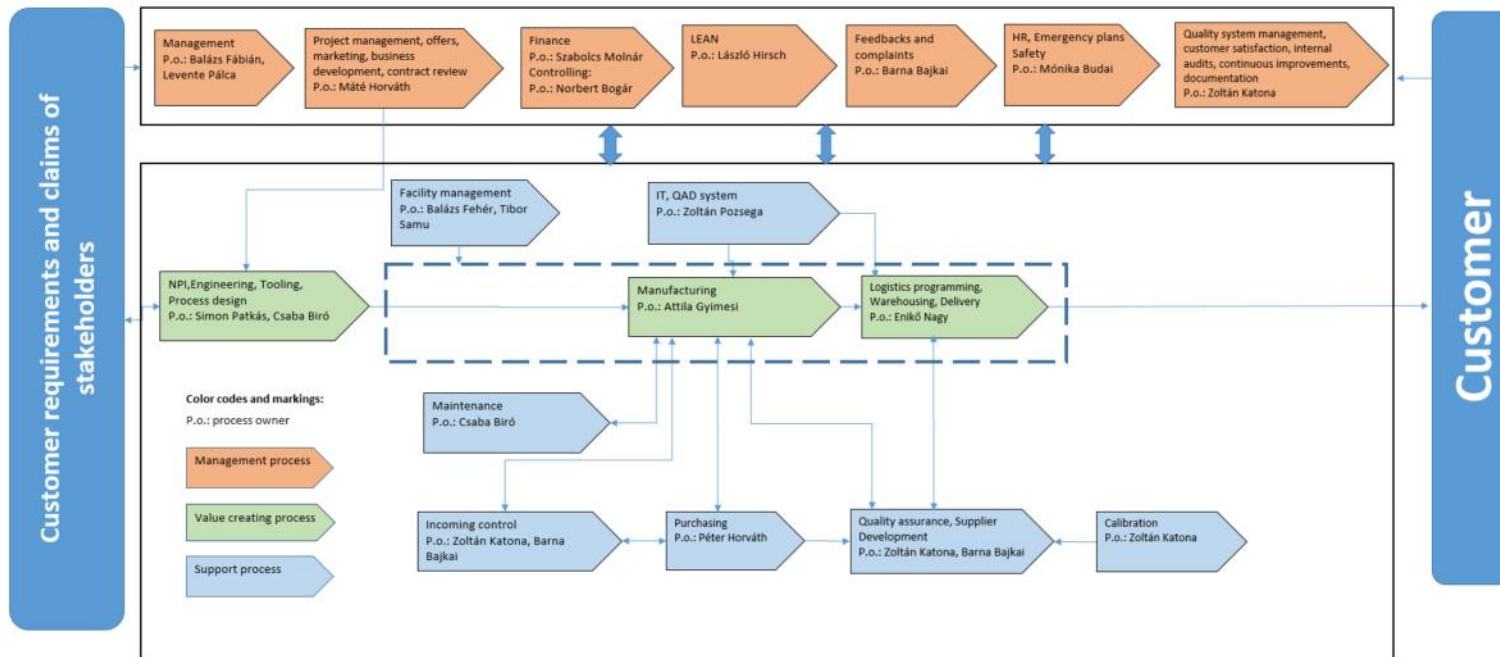 Customer requirements and claims of
stakeholders
Management
P.o.: Balázs Fábián,
Levente Pálca
Project management, offers,
marketing, business
development, contract review
P.o.: Máté Horváth
Finance
P.o.: Szabolcs Molnár
Controlling:
P.o.: Norbert Bogár
LEAN
P.o.: László Hirsch
Feedbacks and
complaints
P.o.: Barna Bajkai
HR, Emergency plans
Safety
P.o.: Mónika Budai
Quality system management,
customer satisfaction, internal
audits, continuous improvements,
documentation
P.o.: Zoltán Katona
Facility management
P.o.: Balázs Fehér, Tibor
Samu
IT, QAD system
P.o.: Zoltán Pozsega
NPI,Engineering, Tooling,
Process design
P.o.: Simon Patkás, Csaba Biró
Manufacturing
P.o.: Attila Gyimesi
Logistics programming,
Warehousing, Delivery
P.o.: Enikő Nagy
Color codes and markings:
P.o.: process owner
Management process
Value creating process
Support process
Maintenance
P.o.: Csaba Biró
Incoming control
P.o.: Zoltán Katona, Barna
Bajkai
Purchasing
P.o.: Péter Horváth
Quality assurance, Supplier
Development
P.o.: Zoltán Katona, Barna Bajkai
Calibration
P.o.: Zoltán Katona
Customer